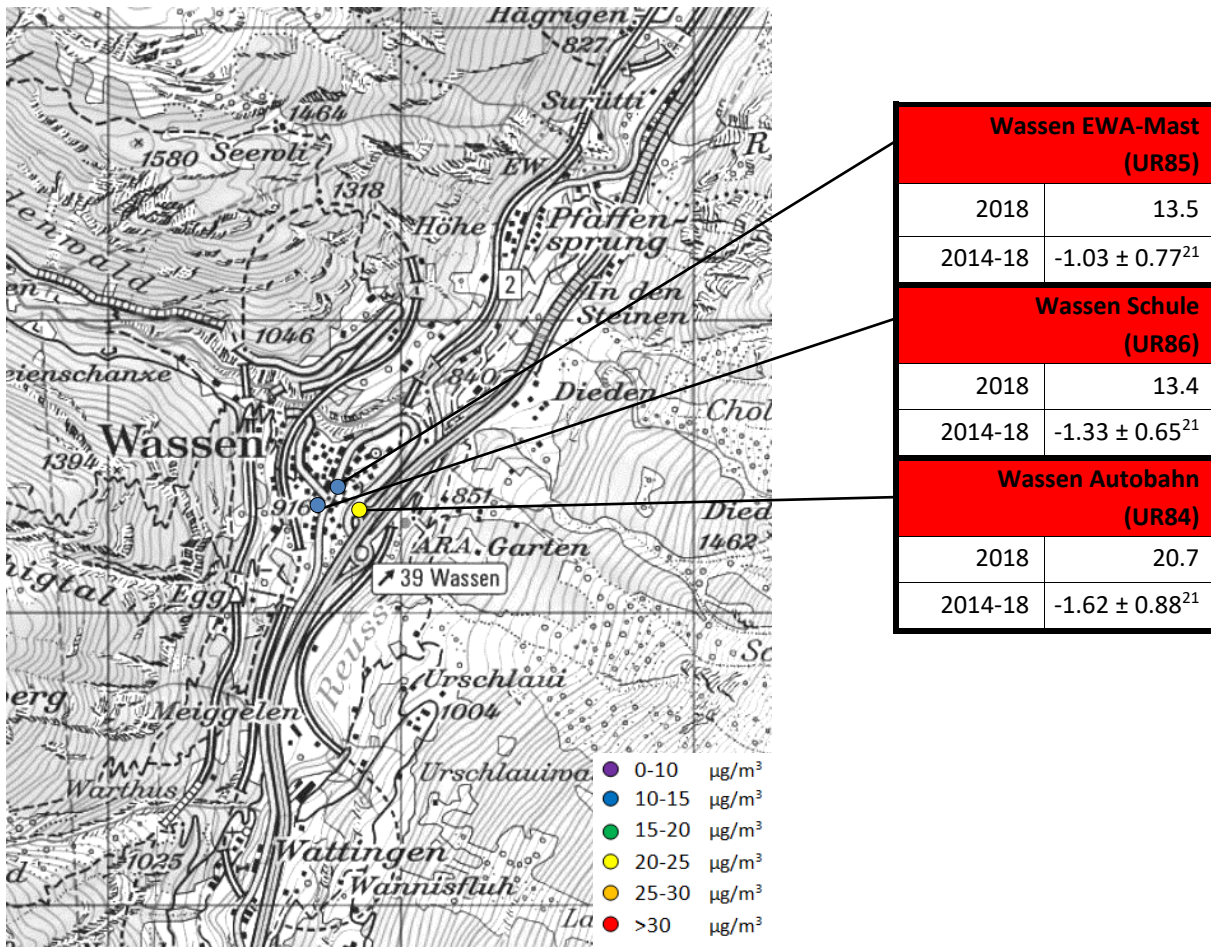 Hägrigen
827
Surütti
1464
R
1580
Seewli
EW
1318
Höhe
Pfaffen-
sprung
2
In den
Steinen
1046
840
Dieden
Chol
Wassen
1394
916
851
Died
1462
ARA
Garten
6
39 Wassen
Egg
Reuss
Sc
Urschlaui
berg
1004
Meiggelen
Warthus
1025
Wattingen
Wannisfluh
d
La
0-10 µg/m³
10-15 µg/m³
15-20 µg/m³
20-25 µg/m³
25-30 µg/m³
>30 µg/m³
Wassen EWA-Mast
(UR85)
2018 13.5
2014-18 -1.03 ± 0.77²¹
Wassen Schule
(UR86)
2018 13.4
2014-18 -1.33 ± 0.65²¹
Wassen Autobahn
(UR84)
2018 20.7
2014-18 -1.62 ± 0.88²¹